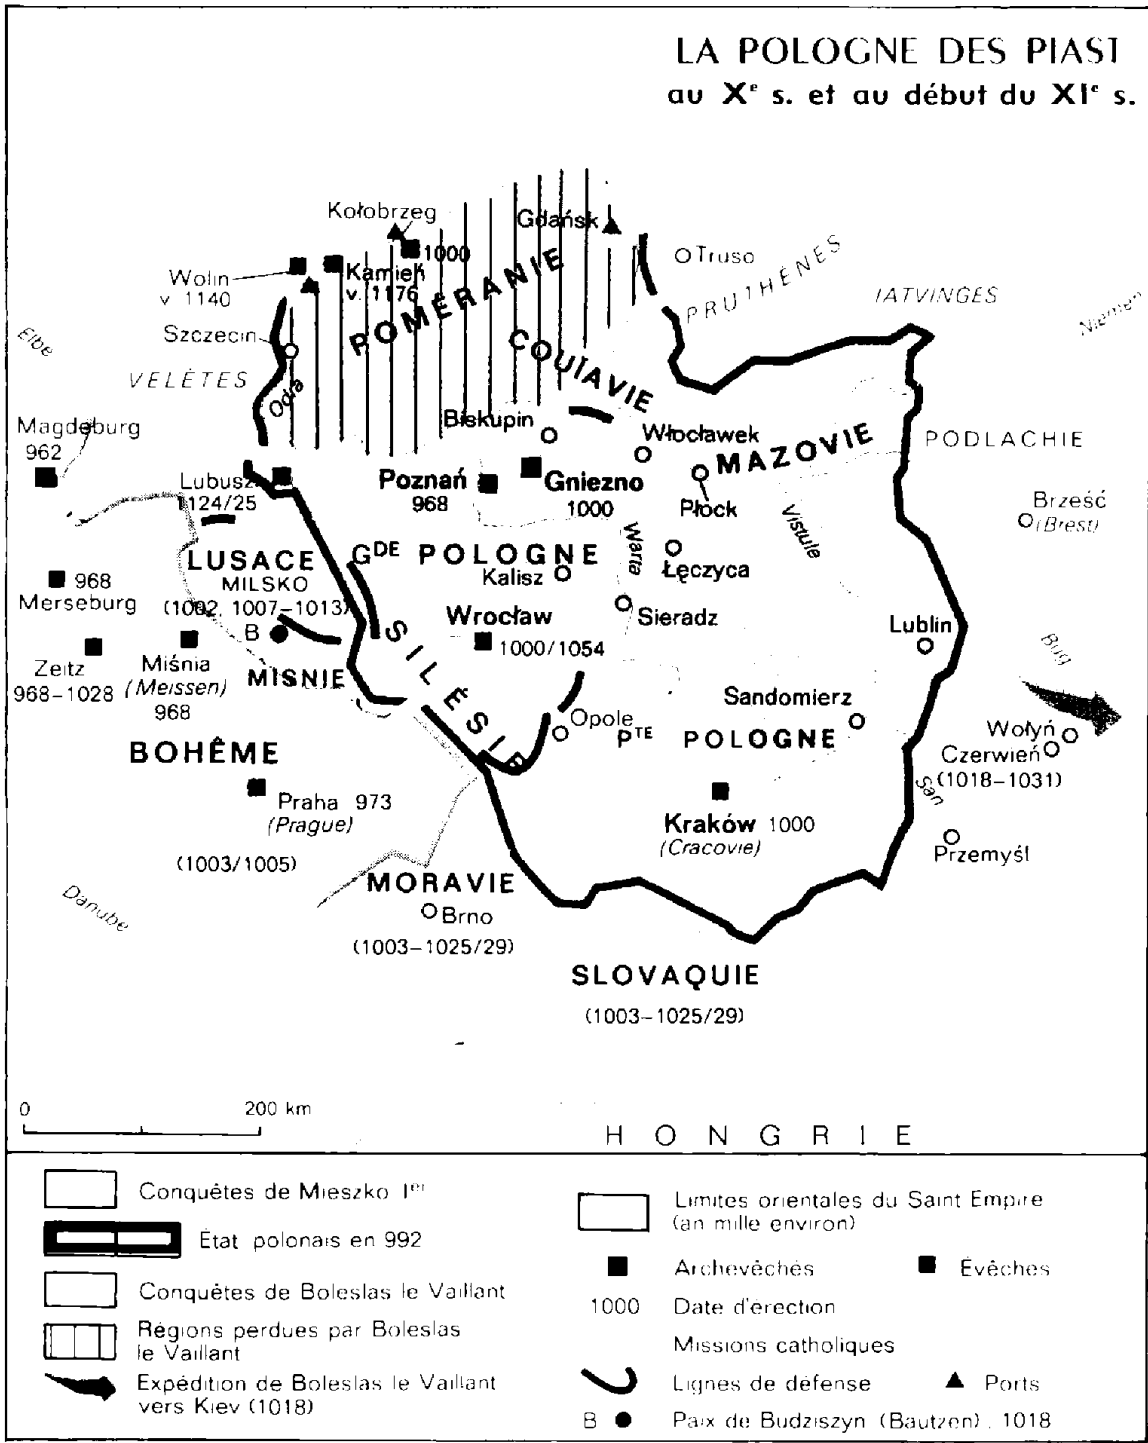 LA POLOGNE DES PIAST
au Xᵉ s. et au début du XIᵉ s.
Kołobrzeg
1000
Gdańsk
Truso
PRUTHÈNES
IATVINGES
Niemen
Wolin
v. 1140
Kamień
v. 1176
POMÉRANIE
Szczecin
Elbe
VELÈTES
Odra
COUÏAVIE
Magdeburg
962
Biskupin
Włocławek
MAZOVIE
PODLACHIE
Lubusz
1124/25
Poznań
968
Gniezno
1000
Płock
Brześć
(Brest)
Vistule
Warta
LUSACE
MILSKO
(1002, 1007–1013)
Gᴰᴱ POLOGNE
Kalisz
Łęczyca
968
Merseburg
Wrocław
1000/1054
Sieradz
Lublin
Bug
B
Zeitz
968–1028
Miśnia
(Meissen)
968
MISNIE
SILÉSIE
Opole
Sandomierz
Pᵀᴱ POLOGNE
Wołyń
Czerwień
(1018–1031)
San
BOHÊME
Praha 973
(Prague)
(1003/1005)
Kraków 1000
(Cracovie)
Przemyśl
Danube
MORAVIE
Brno
(1003–1025/29)
SLOVAQUIE
(1003–1025/29)
0 200 km
HONGRIE
Conquêtes de Mieszko Iᵉʳ
État polonais en 992
Conquêtes de Boleslas le Vaillant
Régions perdues par Boleslas
le Vaillant
Expédition de Boleslas le Vaillant
vers Kiev (1018)
Limites orientales du Saint Empire
(an mille environ)
Archevêchés
Évêchés
1000 Date d'érection
Missions catholiques
Lignes de défense
Ports
B Paix de Budziszyn (Bautzen), 1018